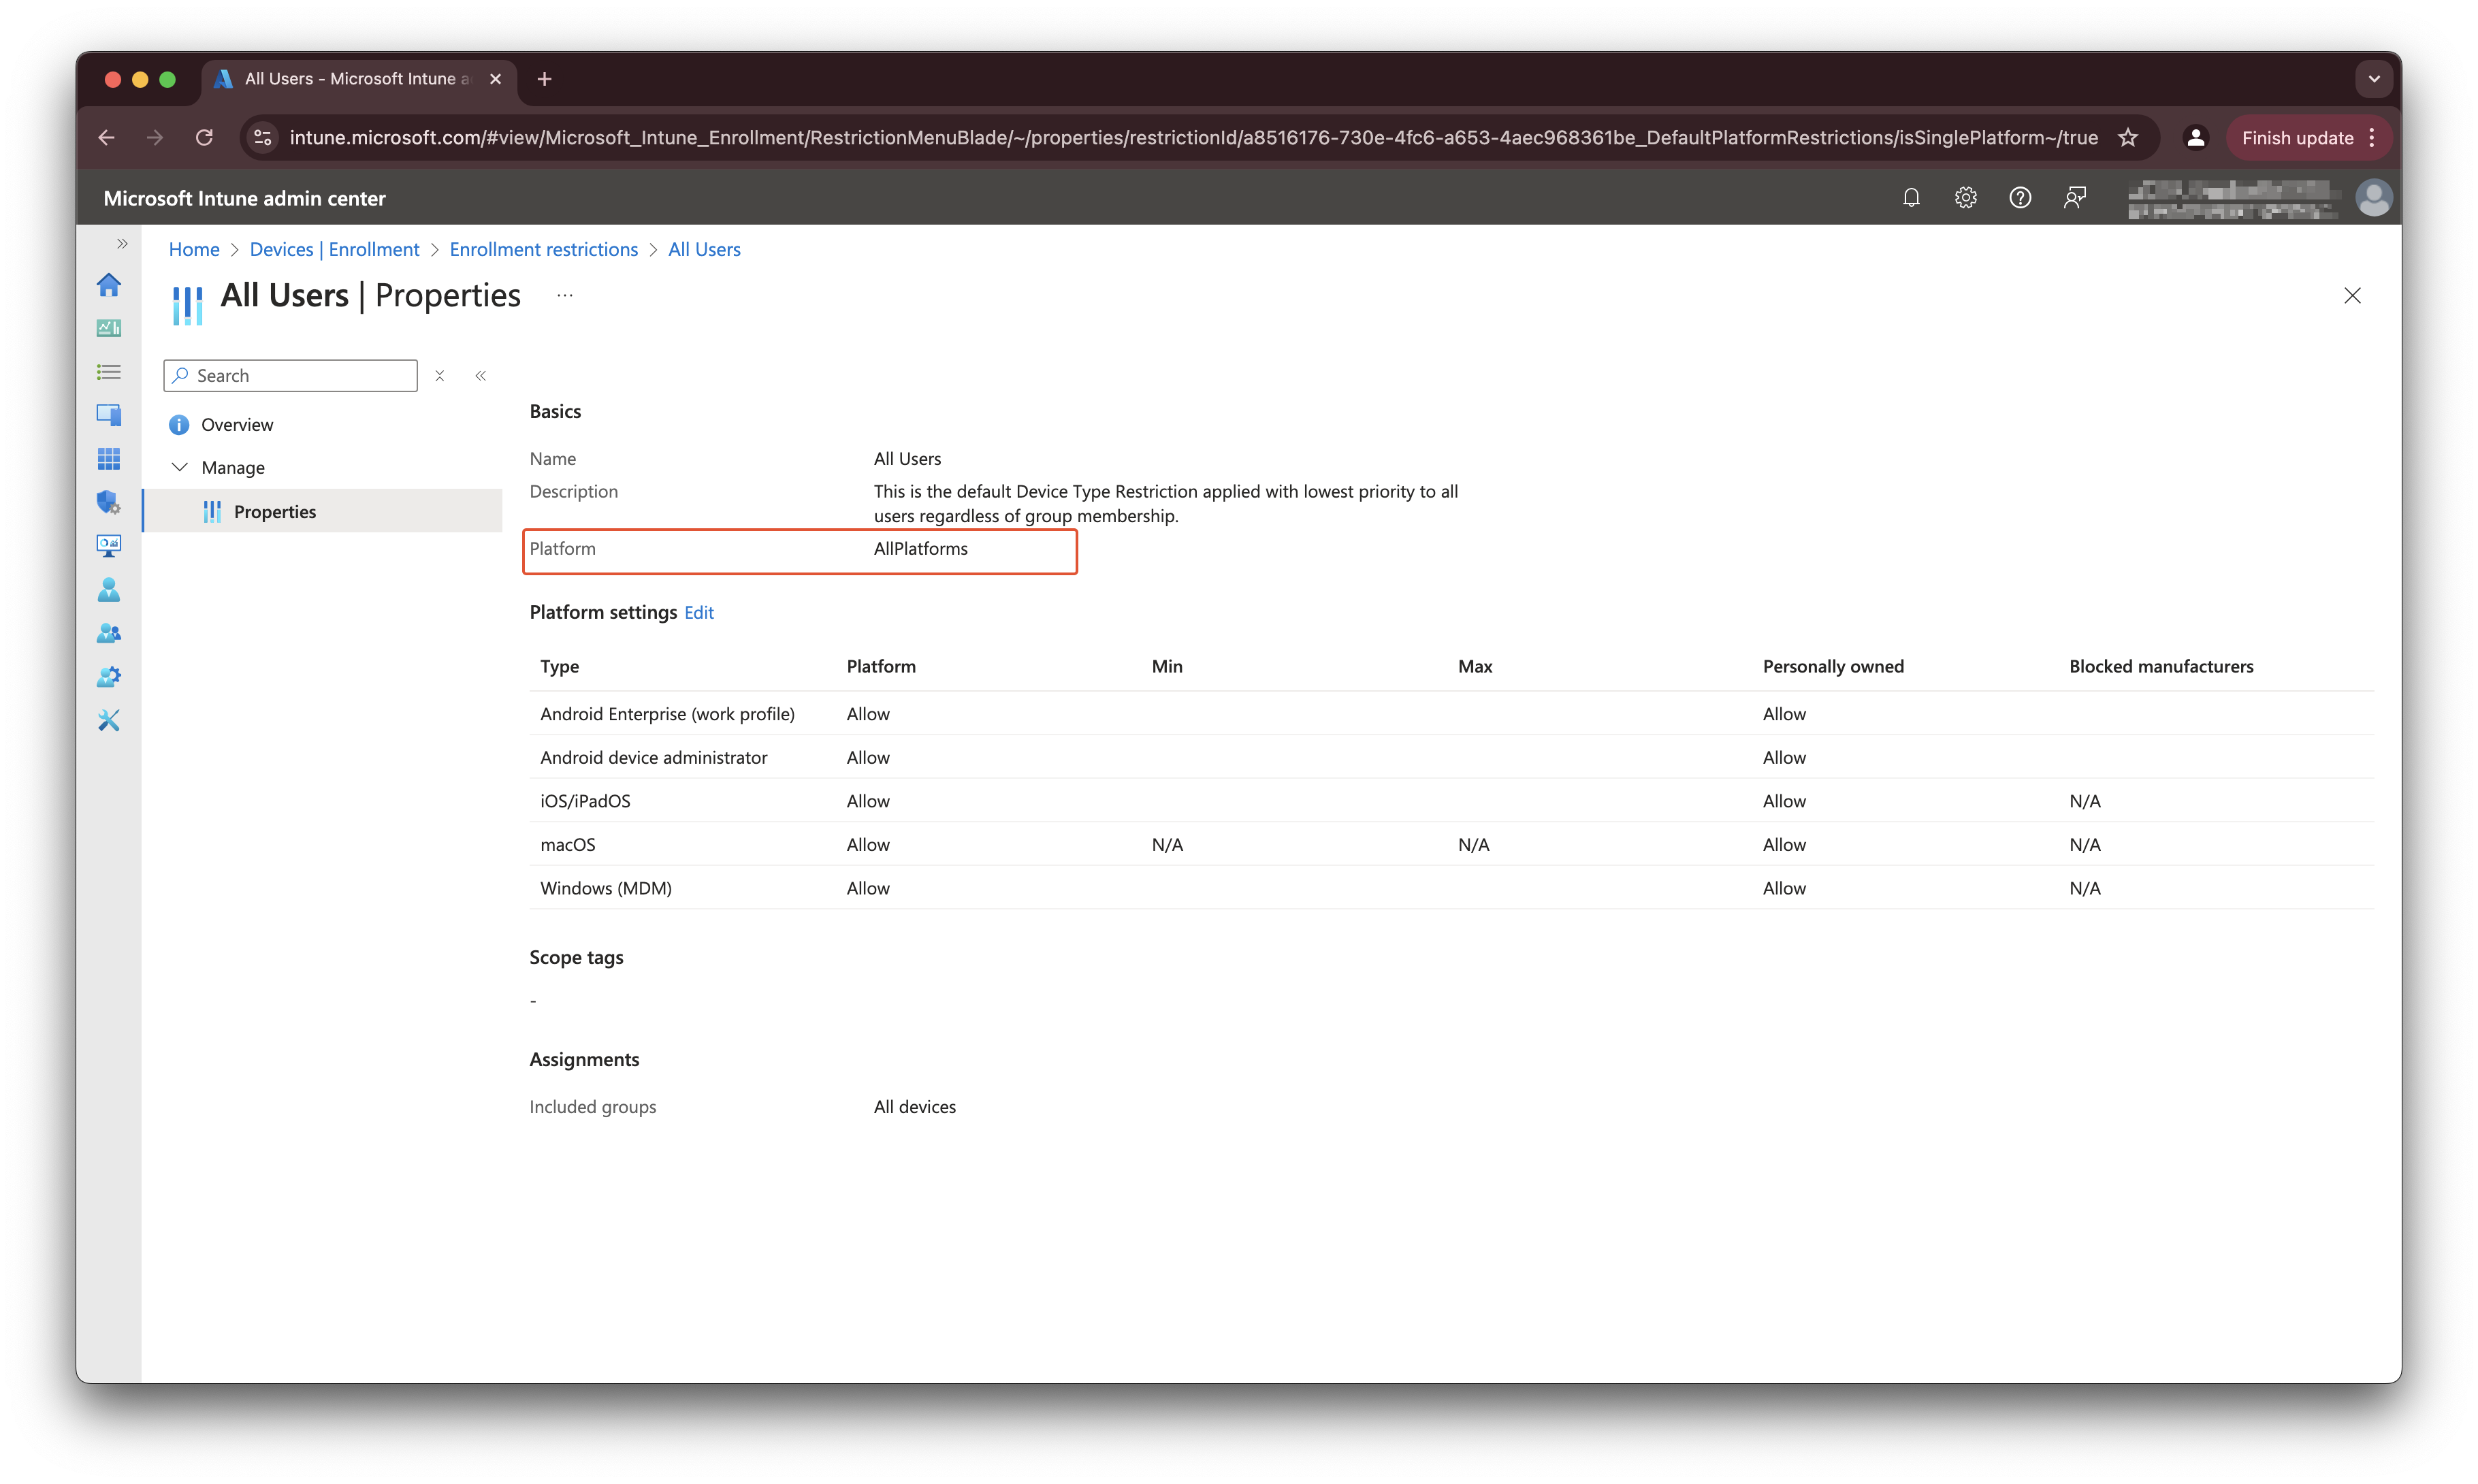 All Users - Microsoft Intune a
intune.microsoft.com/#view/Microsoft_Intune_Enrollment/RestrictionMenuBlade/~/properties/restrictionId/a8516176-730e-4fc6-a653-4aec968361be_DefaultPlatformRestrictions/isSinglePlatform~/true
Finish update
Microsoft Intune admin center
Home > Devices | Enrollment > Enrollment restrictions > All Users
All Users | Properties ...
Search
Overview
Manage
Properties
Basics
Name All Users
Description This is the default Device Type Restriction applied with lowest priority to all
users regardless of group membership.
Platform AllPlatforms
Platform settings Edit
Type Platform Min Max Personally owned Blocked manufacturers
Android Enterprise (work profile) Allow Allow
Android device administrator Allow Allow
iOS/iPadOS Allow Allow N/A
macOS Allow N/A N/A Allow N/A
Windows (MDM) Allow Allow N/A
Scope tags
-
Assignments
Included groups All devices